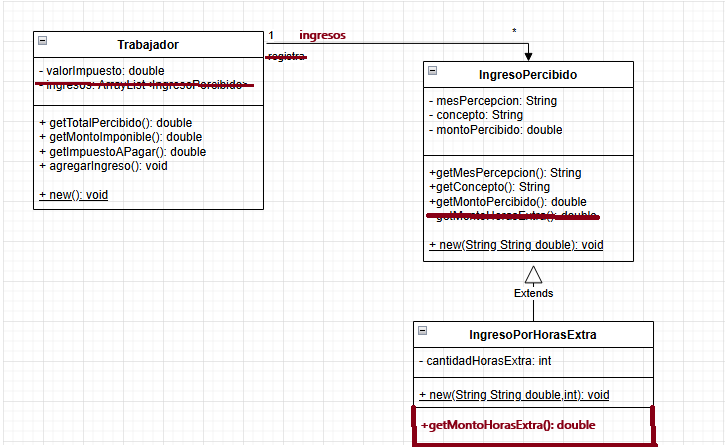 Trabajador
- valorImpuesto: double
- ingresos: ArrayList<IngresoPercibido>
+ getTotalPercibido(): double
+ getMontoImponible(): double
+ getImpuestoAPagar(): double
+ agregarIngreso(): void
+ new(): void
1
ingresos
*
registra
IngresoPercibido
- mesPercepcion: String
- concepto: String
- montoPercibido: double
+getMesPercepcion(): String
+getConcepto(): String
+getMontoPercibido(): double
+getMontoHorasExtra(): double
+ new(String String double): void
Extends
IngresoPorHorasExtra
- cantidadHorasExtra: int
+ new(String String double,int): void
+getMontoHorasExtra(): double